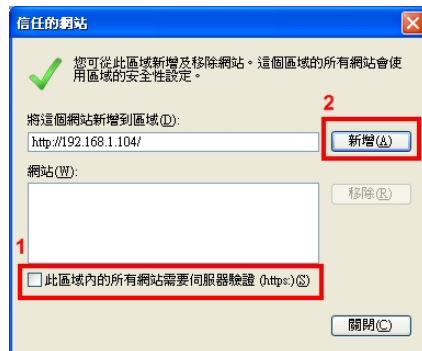 信任的網站
您可從此區域新增及移除網站。這個區域的所有網站會使
用區域的安全性設定。
2
將這個網站新增到區域(D):
http://192.168.1.104/
新增(A)
網站(W):
移除(R)
1
此區域內的所有網站需要伺服器驗證 (https:)(S)
關閉(C)